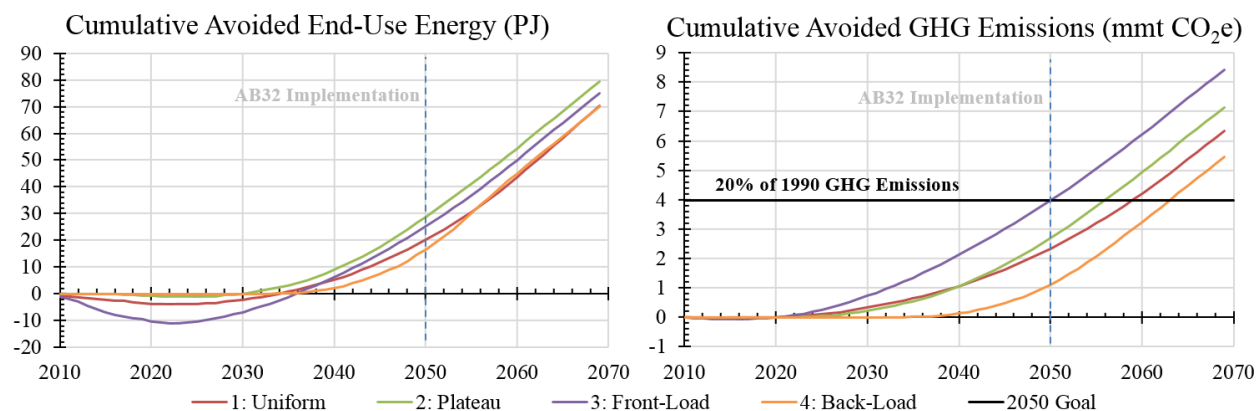 Cumulative Avoided End-Use Energy (PJ)
90
80
70
60
50
40
30
20
10
0
-10
-20
AB32 Implementation
2010 2020 2030 2040 2050 2060 2070
Cumulative Avoided GHG Emissions (mmt CO₂e)
9
8
7
6
5
4
3
2
1
0
-1
AB32 Implementation
20% of 1990 GHG Emissions
2010 2020 2030 2040 2050 2060 2070
1: Uniform 2: Plateau 3: Front-Load 4: Back-Load 2050 Goal